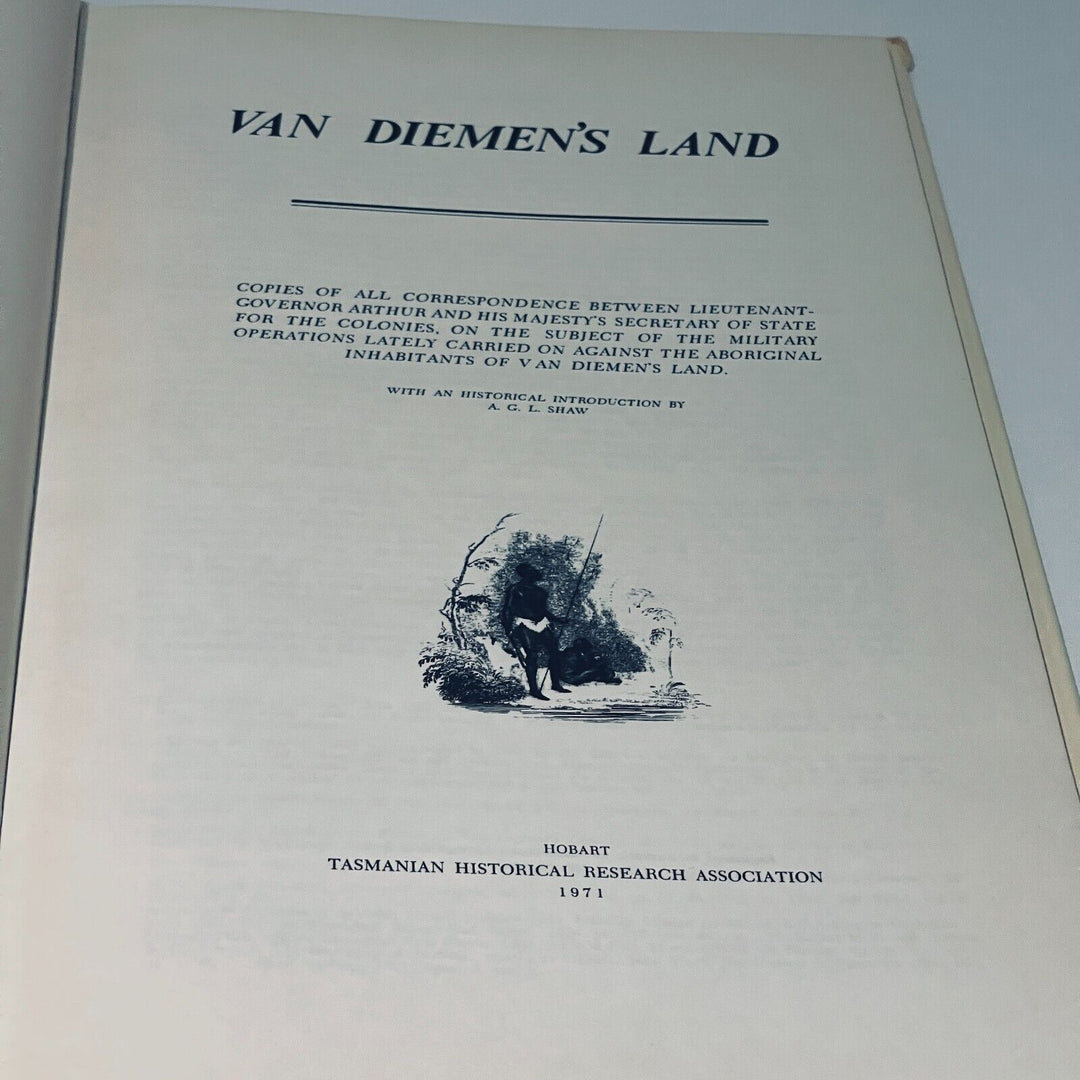 VAN DIEMEN'S LAND
COPIES OF ALL CORRESPONDENCE BETWEEN LIEUTENANT-
GOVERNOR ARTHUR AND HIS MAJESTY'S SECRETARY OF STATE
FOR THE COLONIES, ON THE SUBJECT OF THE MILITARY
OPERATIONS LATELY CARRIED ON AGAINST THE ABORIGINAL
INHABITANTS OF VAN DIEMEN'S LAND.
WITH AN HISTORICAL INTRODUCTION BY
A. G. L. SHAW
HOBART
TASMANIAN HISTORICAL RESEARCH ASSOCIATION
1971